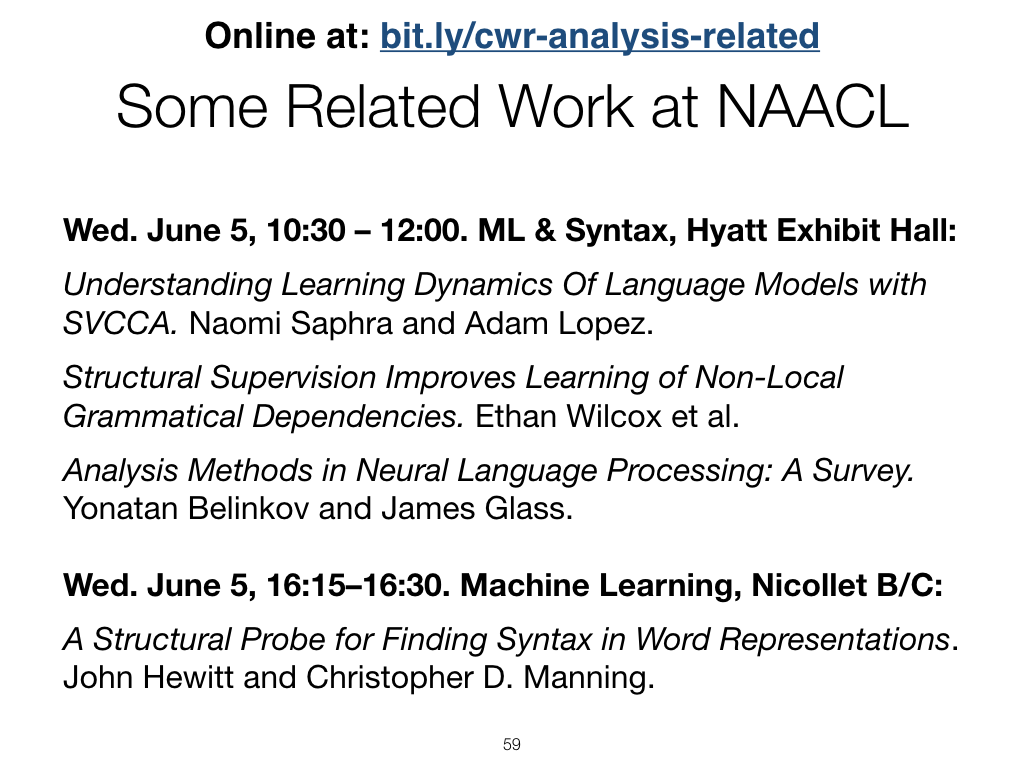 Online at: bit.ly/cwr-analysis-related
Some Related Work at NAACL
Wed. June 5, 10:30 – 12:00. ML & Syntax, Hyatt Exhibit Hall:
Understanding Learning Dynamics Of Language Models with
SVCCA. Naomi Saphra and Adam Lopez.
Structural Supervision Improves Learning of Non-Local
Grammatical Dependencies. Ethan Wilcox et al.
Analysis Methods in Neural Language Processing: A Survey.
Yonatan Belinkov and James Glass.
Wed. June 5, 16:15–16:30. Machine Learning, Nicollet B/C:
A Structural Probe for Finding Syntax in Word Representations.
John Hewitt and Christopher D. Manning.
59